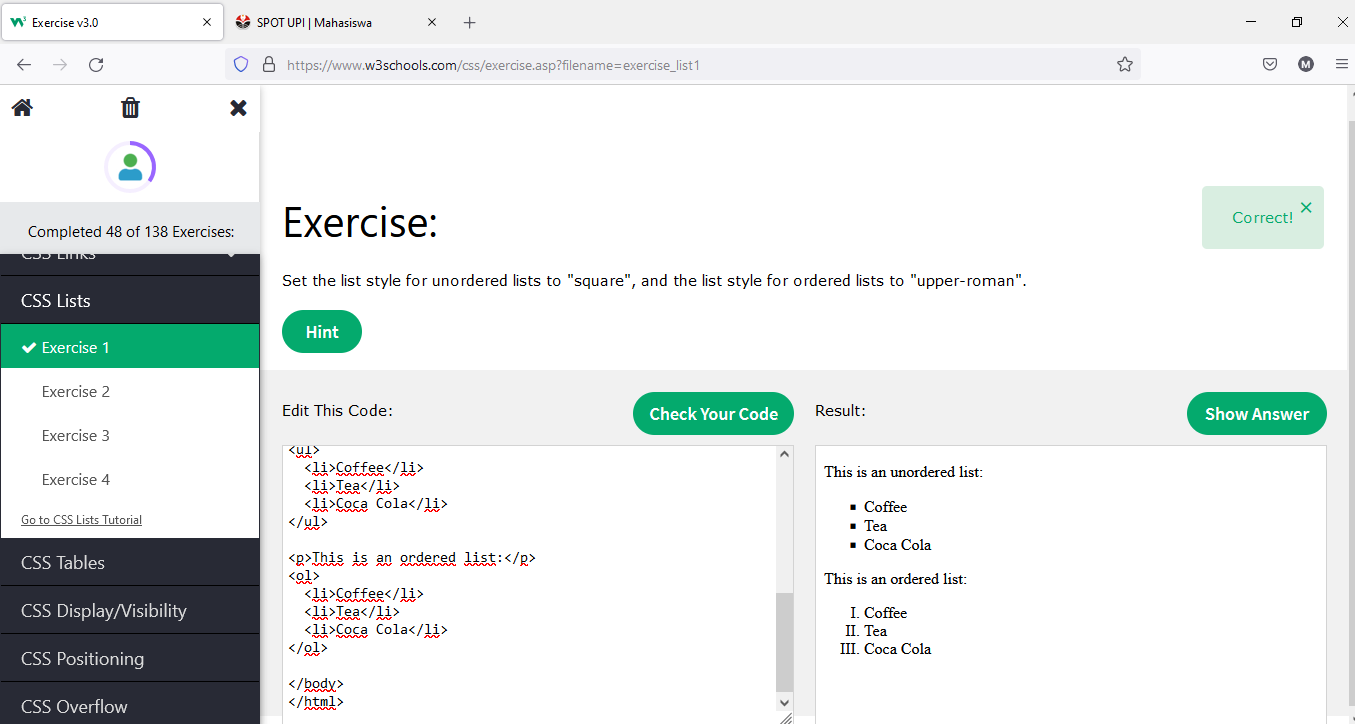 Exercise v3.0
SPOT UPI | Mahasiswa
https://www.w3schools.com/css/exercise.asp?filename=exercise_list1
M
Completed 48 of 138 Exercises:
CSS Links
CSS Lists
Exercise 1
Exercise 2
Exercise 3
Exercise 4
Go to CSS Lists Tutorial
CSS Tables
CSS Display/Visibility
CSS Positioning
CSS Overflow
Exercise:
Correct!
Set the list style for unordered lists to "square", and the list style for ordered lists to "upper-roman".
Hint
Edit This Code:
Check Your Code
<ul>
<li>Coffee</li>
<li>Tea</li>
<li>Coca Cola</li>
</ul>
<p>This is an ordered list:</p>
<ol>
<li>Coffee</li>
<li>Tea</li>
<li>Coca Cola</li>
</ol>
</body>
</html>
Result:
Show Answer
This is an unordered list:
▪ Coffee
▪ Tea
▪ Coca Cola
This is an ordered list:
I. Coffee
II. Tea
III. Coca Cola